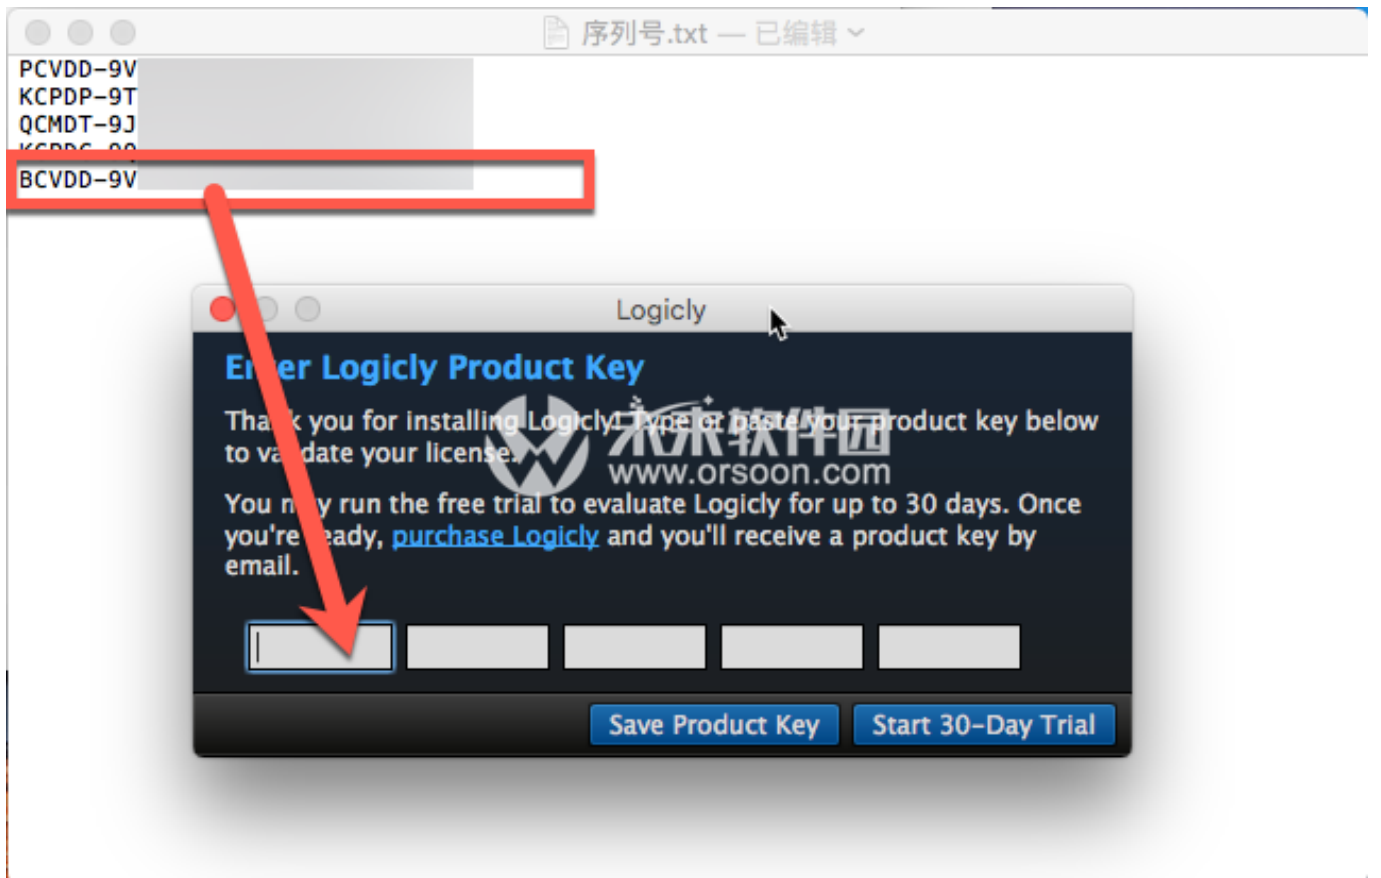 序列号.txt — 已编辑
PCVDD-9V
KCPDP-9T
QCMDT-9J
BCVDD-9V
Logicly
Enter Logicly Product Key
Thank you for installing Logicly! Type or paste your product key below
to validate your license.
未来软件园
www.orsoon.com
You may run the free trial to evaluate Logicly for up to 30 days. Once
you're ready, purchase Logicly and you'll receive a product key by
email.
Save Product Key
Start 30-Day Trial